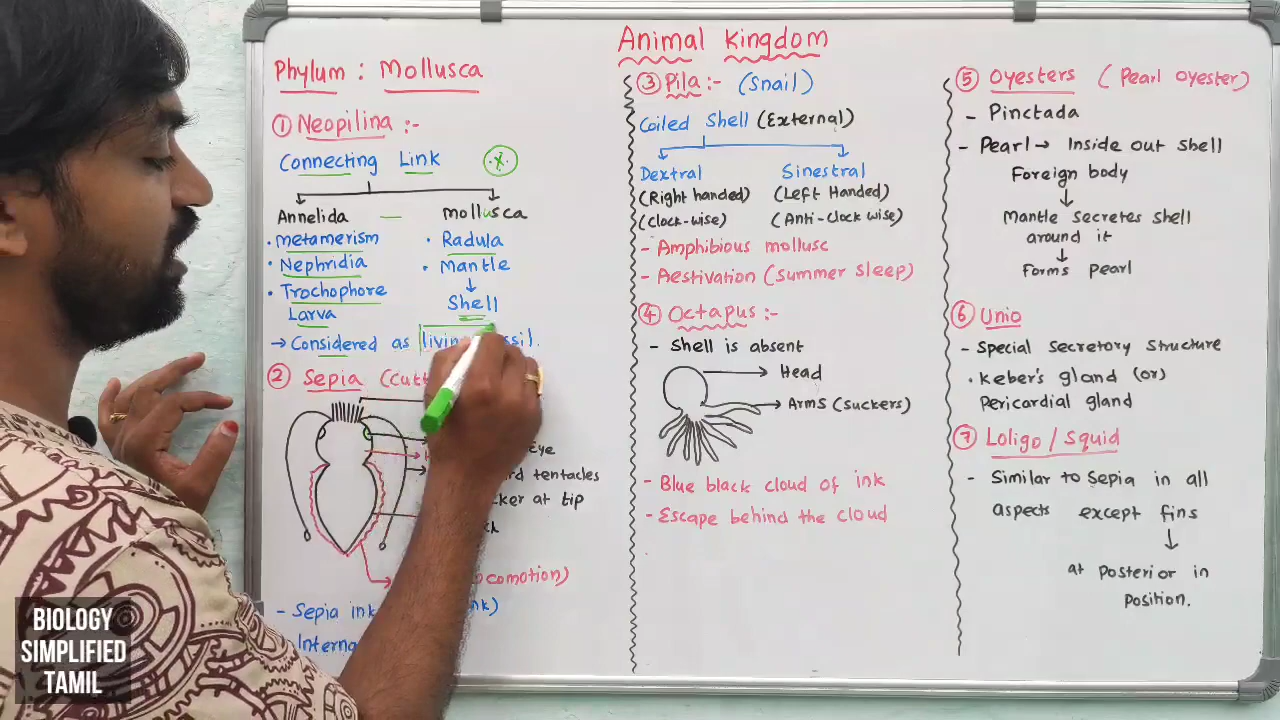 Animal Kingdom
Phylum : Mollusca
① Neopilina :-
Connecting Link
Annelida — mollusca
• metamerism
• Nephridia
• Trochophore
Larva
• Radula
• Mantle
Shell
→ Considered as
② Sepia
Eye
tentacles
at tip
- Sepia ink
③ Pila :- (Snail)
Coiled Shell (External)
Dextral
(Right handed)
(Clock-wise)
Sinestral
(Left Handed)
(Anti-clock wise)
- Amphibious mollusc
- Aestivation (summer sleep)
④ Octapus :-
- Shell is absent
Head
Arms (suckers)
- Blue black cloud of ink
- Escape behind the cloud
⑤ Oyesters (Pearl oyester)
- Pinctada
- Pearl → Inside out shell
Foreign body
Mantle secretes shell
around it
Forms pearl
⑥ Unio
- Special secretory structure
• Keber's gland (or)
Pericardial gland
⑦ Loligo / Squid
- Similar to Sepia in all
aspects except fins
at posterior in
position.
BIOLOGY
SIMPLIFIED
TAMIL